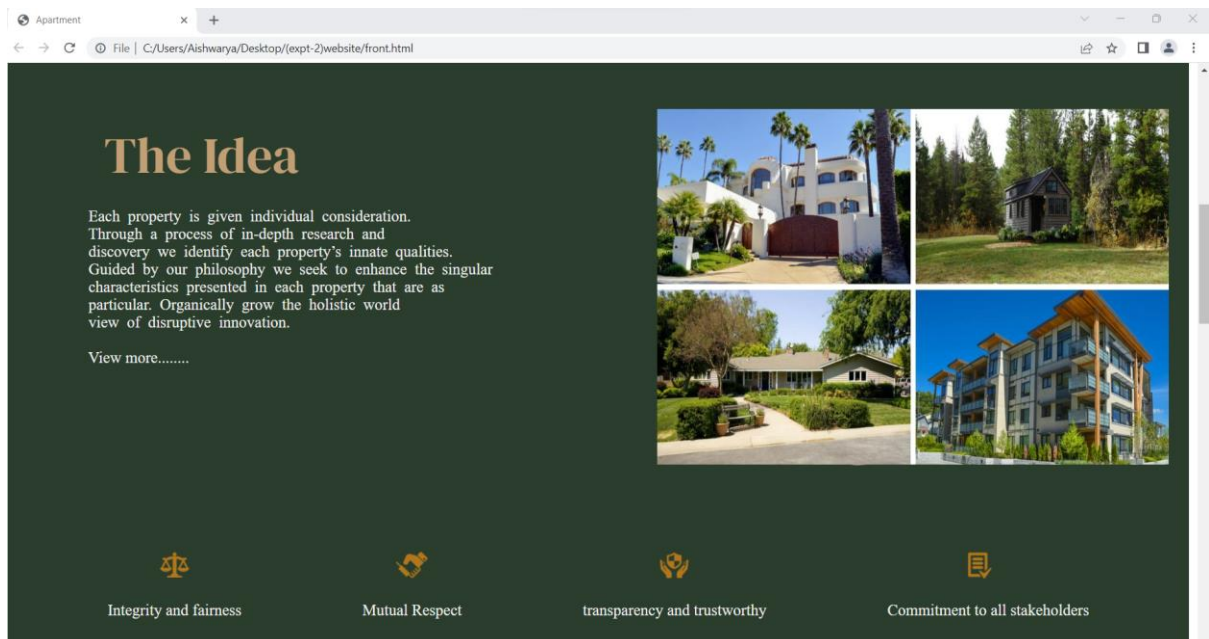 Apartment
File | C:/Users/Aishwarya/Desktop/(expt-2)website/front.html
The Idea
Each property is given individual consideration.
Through a process of in-depth research and
discovery we identify each property's innate qualities.
Guided by our philosophy we seek to enhance the singular
characteristics presented in each property that are as
particular. Organically grow the holistic world
view of disruptive innovation.
View more........
Integrity and fairness
Mutual Respect
transparency and trustworthy
Commitment to all stakeholders